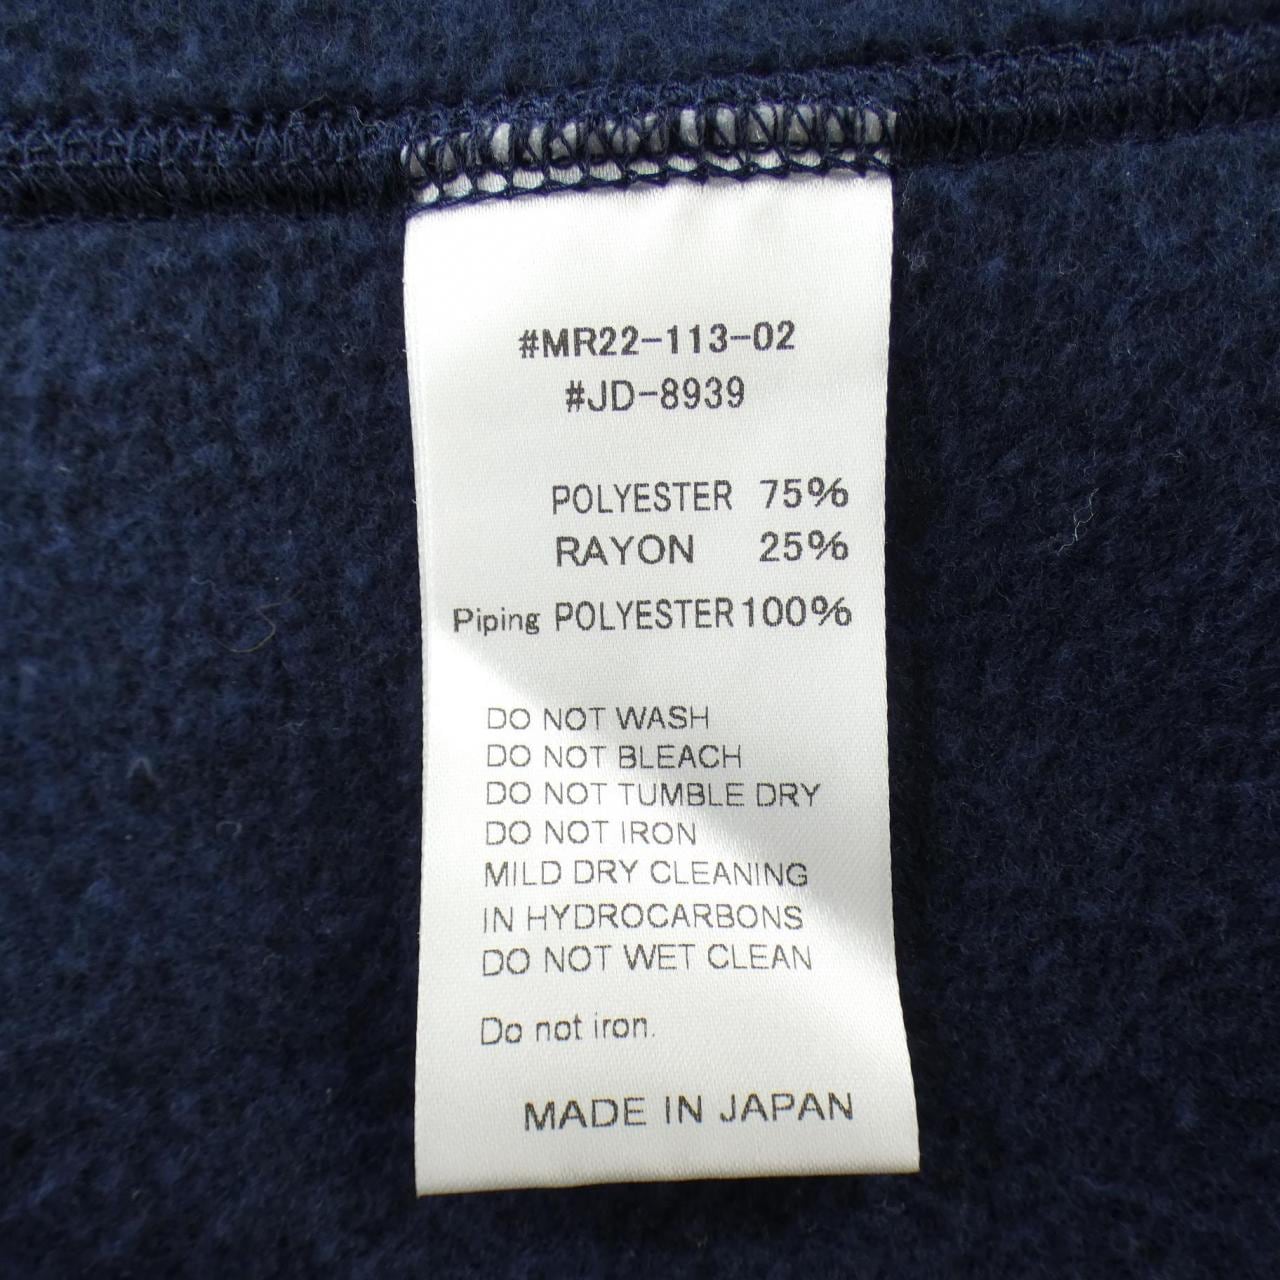 #MR22-113-02
#JD-8939
POLYESTER 75%
RAYON 25%
Piping POLYESTER 100%
DO NOT WASH
DO NOT BLEACH
DO NOT TUMBLE DRY
DO NOT IRON
MILD DRY CLEANING
IN HYDROCARBONS
DO NOT WET CLEAN
Do not iron.
MADE IN JAPAN